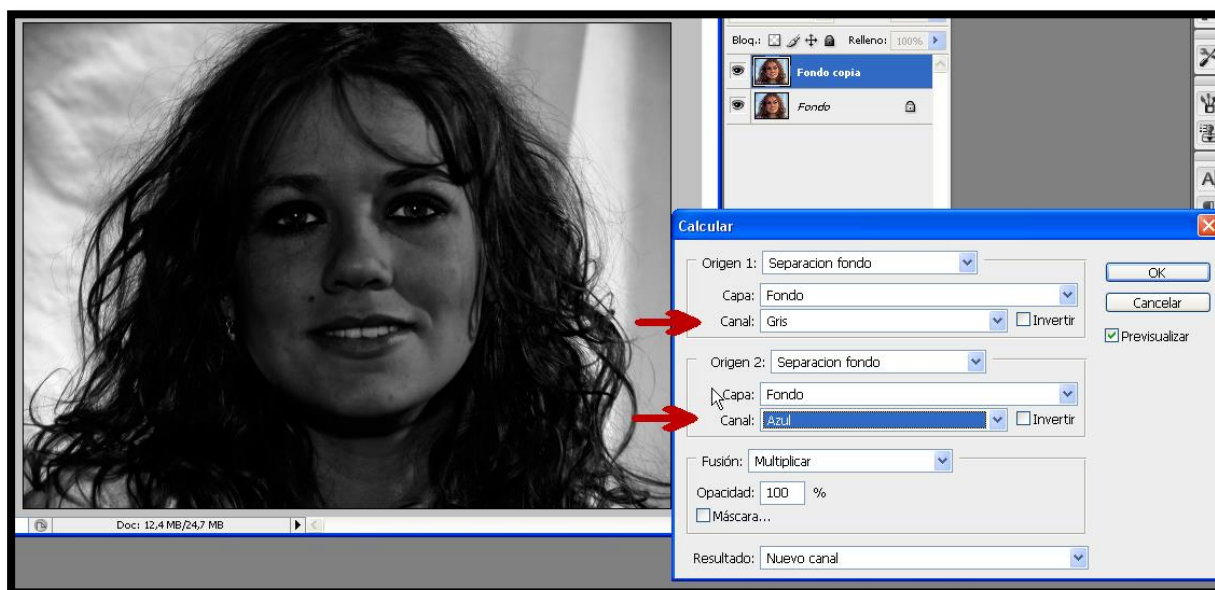 Bloq.: Relleno: 100%
Fondo copia
Fondo
Calcular
Origen 1: Separacion fondo
Capa: Fondo
Canal: Gris Invertir
Origen 2: Separacion fondo
Capa: Fondo
Canal: Azul Invertir
Fusión: Multiplicar
Opacidad: 100 %
Máscara...
Resultado: Nuevo canal
OK
Cancelar
Previsualizar
Doc: 12,4 MB/24,7 MB
A